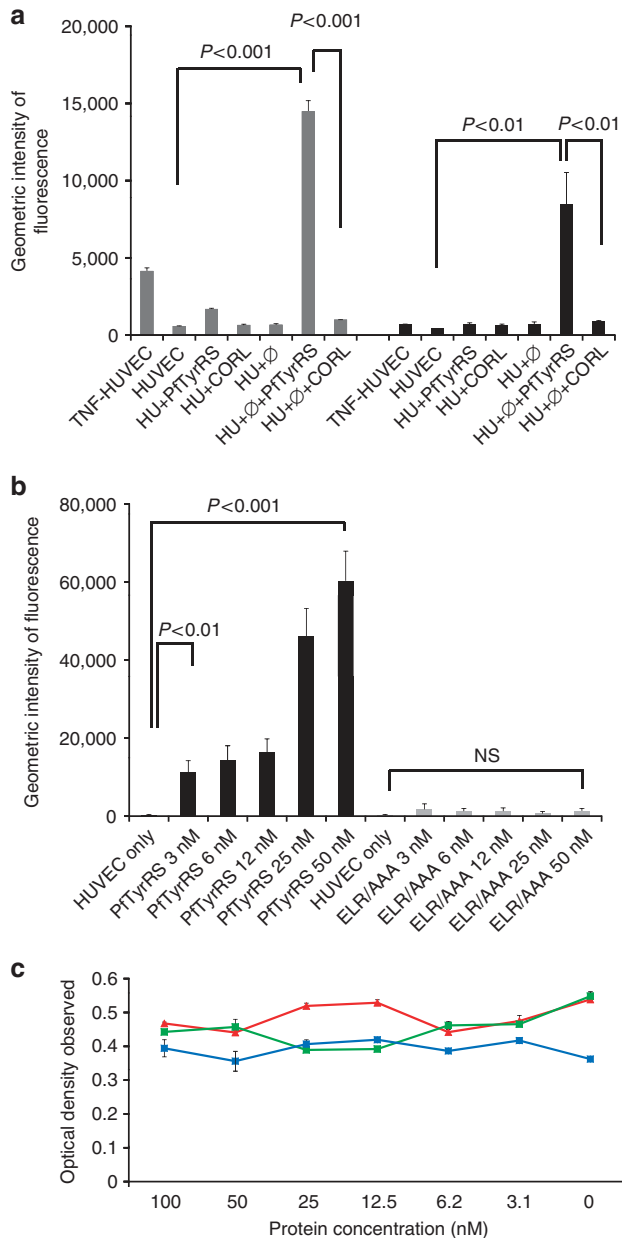 a
20,000
15,000
10,000
5,000
0
Geometric intensity of
fluorescence
P<0.001
P<0.001
P<0.01
P<0.01
TNF-HUVEC
HUVEC
HU+PfTyrRS
HU+CORL
HU+Ø
HU+Ø+PfTyrRS
HU+Ø+CORL
TNF-HUVEC
HUVEC
HU+PfTyrRS
HU+CORL
HU+Ø
HU+Ø+PfTyrRS
HU+Ø+CORL
b
80,000
60,000
40,000
20,000
0
Geometric intensity of fluorescence
P<0.001
P<0.01
NS
HUVEC only
PfTyrRS 3 nM
PfTyrRS 6 nM
PfTyrRS 12 nM
PfTyrRS 25 nM
PfTyrRS 50 nM
HUVEC only
ELR/AAA 3 nM
ELR/AAA 6 nM
ELR/AAA 12 nM
ELR/AAA 25 nM
ELR/AAA 50 nM
c
0.6
0.5
0.4
0.3
0.2
0.1
0
Optical density observed
100 50 25 12.5 6.2 3.1 0
Protein concentration (nM)